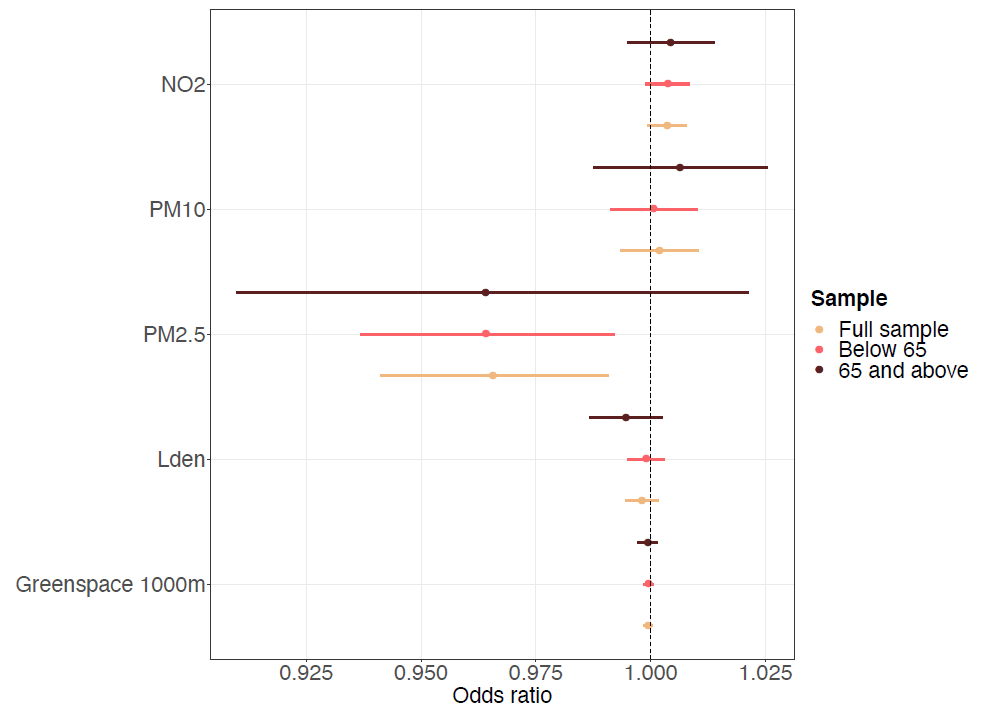 NO2
PM10
PM2.5
Lden
Greenspace 1000m
0.925 0.950 0.975 1.000 1.025
Odds ratio
Sample
Full sample
Below 65
65 and above